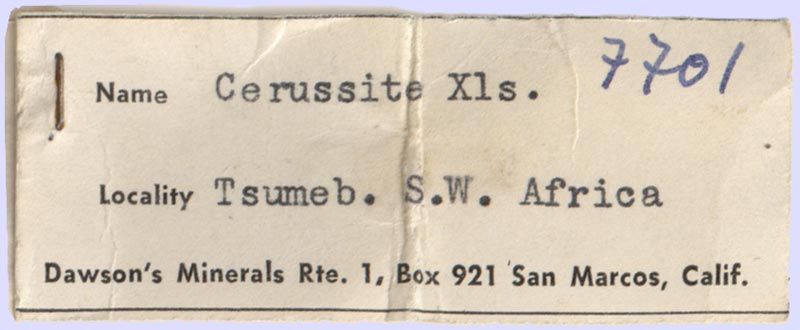 7701
Name Cerussite Xls.
Locality Tsumeb. S.W. Africa
Dawson's Minerals Rte. 1, Box 921 San Marcos, Calif.